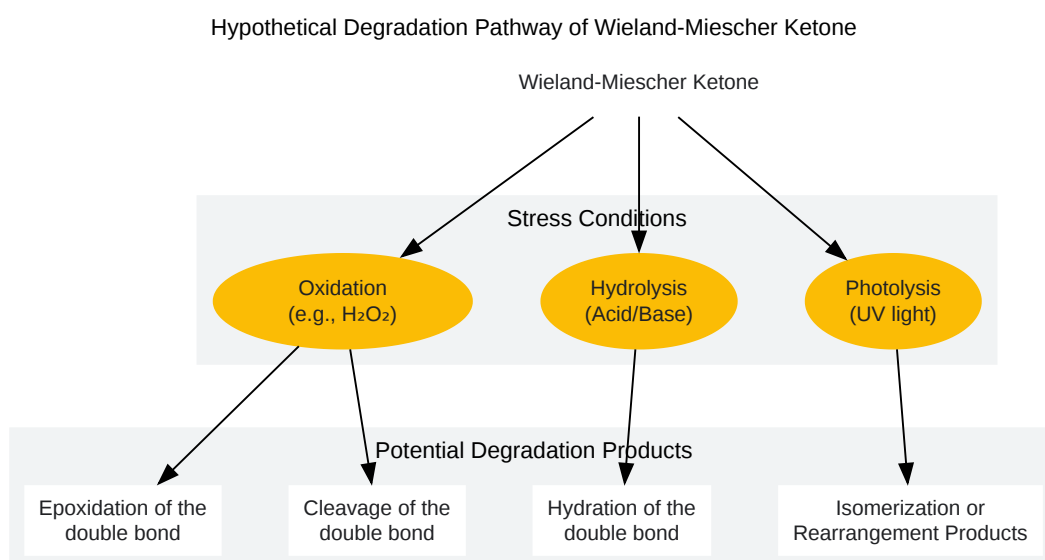 Hypothetical Degradation Pathway of Wieland-Miescher Ketone
Wieland-Miescher Ketone
Stress Conditions
Oxidation
(e.g., H₂O₂)
Hydrolysis
(Acid/Base)
Photolysis
(UV light)
Potential Degradation Products
Epoxidation of the
double bond
Cleavage of the
double bond
Hydration of the
double bond
Isomerization or
Rearrangement Products